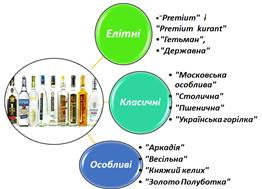 Елітні
• "Premium" і
"Premium kurant"
• "Гетьман",
• "Державна"
Класичні
• "Московська
особлива"
• "Столична"
• "Пшенична"
• "Українська горілка"
Особливі
• "Аркадія"
• "Весільна"
• "Княжий келих"
• "Золото Полуботка"